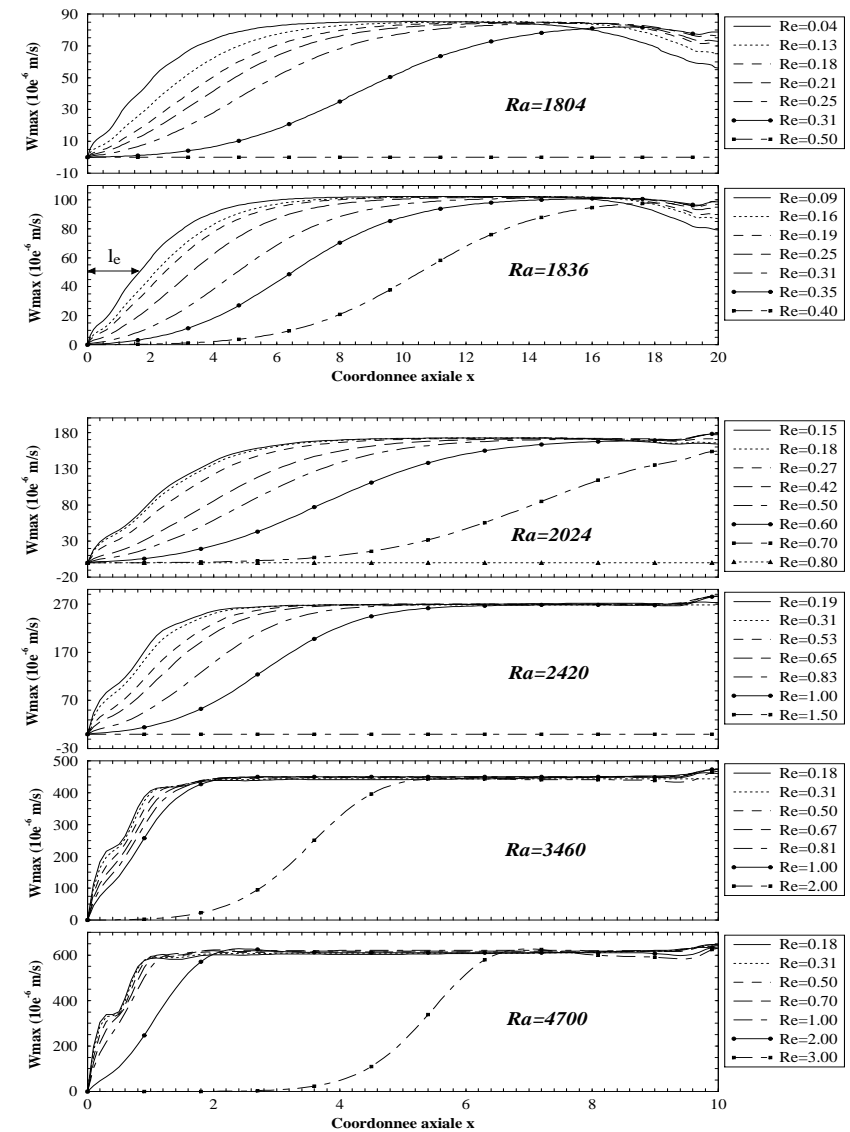 Wmax (10e⁻⁶ m/s)
90
70
50
30
10
-10
Ra=1804
Re=0.04
Re=0.13
Re=0.18
Re=0.21
Re=0.25
Re=0.31
Re=0.50
Wmax (10e⁻⁶ m/s)
100
80
60
40
20
0
lₑ
Ra=1836
Re=0.09
Re=0.16
Re=0.19
Re=0.25
Re=0.31
Re=0.35
Re=0.40
0 2 4 6 8 10 12 14 16 18 20
Coordonnee axiale x
Wmax (10e⁻⁶ m/s)
180
130
80
30
-20
Ra=2024
Re=0.15
Re=0.18
Re=0.27
Re=0.42
Re=0.50
Re=0.60
Re=0.70
Re=0.80
Wmax (10e⁻⁶ m/s)
270
170
70
-30
Ra=2420
Re=0.19
Re=0.31
Re=0.53
Re=0.65
Re=0.83
Re=1.00
Re=1.50
Wmax (10e⁻⁶ m/s)
500
400
300
200
100
0
Ra=3460
Re=0.18
Re=0.31
Re=0.50
Re=0.67
Re=0.81
Re=1.00
Re=2.00
Wmax (10e⁻⁶ m/s)
600
400
200
0
Ra=4700
Re=0.18
Re=0.31
Re=0.50
Re=0.70
Re=1.00
Re=2.00
Re=3.00
0 2 4 6 8 10
Coordonnee axiale x